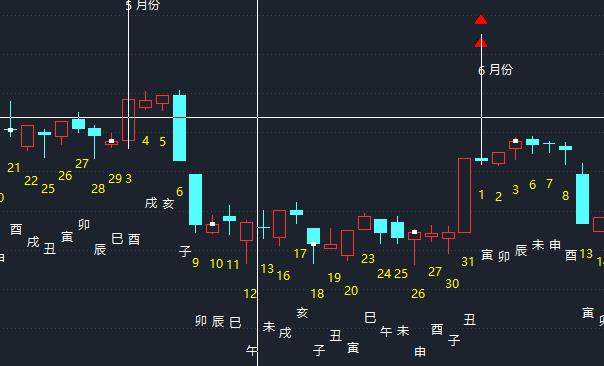 5 月份
6 月份
21
22
25
26
27
28
29
3
4
5
6
9
10
11
12
13
16
17
18
19
20
23
24
25
26
27
30
31
1
2
3
6
7
8
13
酉
戌
丑
寅
卯
辰
巳
酉
戌
亥
子
卯
辰
巳
午
未
戌
亥
子
丑
寅
巳
午
未
申
酉
子
丑
寅
卯
辰
未
申
酉
寅